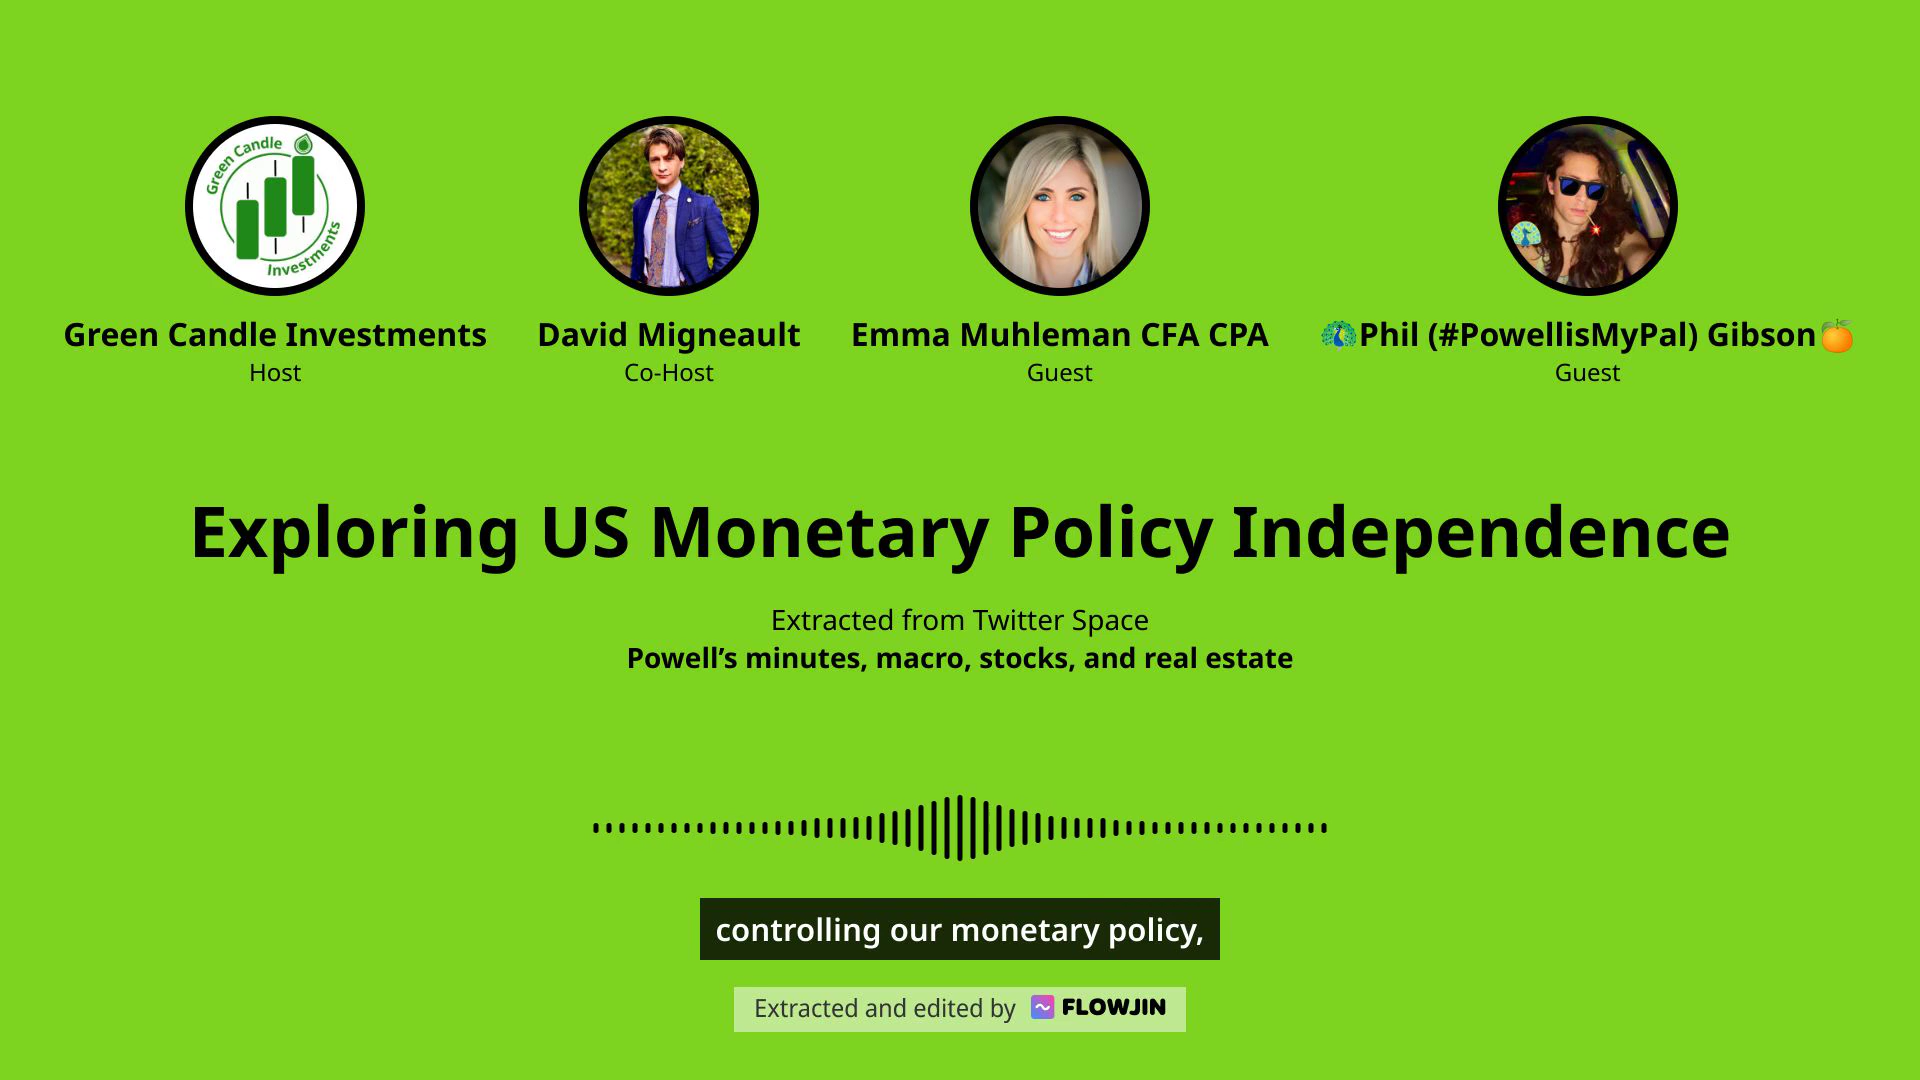 Green Candle
Investments
Green Candle Investments
Host
David Migneault
Co-Host
Emma Muhleman CFA CPA
Guest
🦚Phil (#PowellisMyPal) Gibson🍊
Guest
Exploring US Monetary Policy Independence
Extracted from Twitter Space
Powell’s minutes, macro, stocks, and real estate
controlling our monetary policy,
Extracted and edited by FLOWJIN